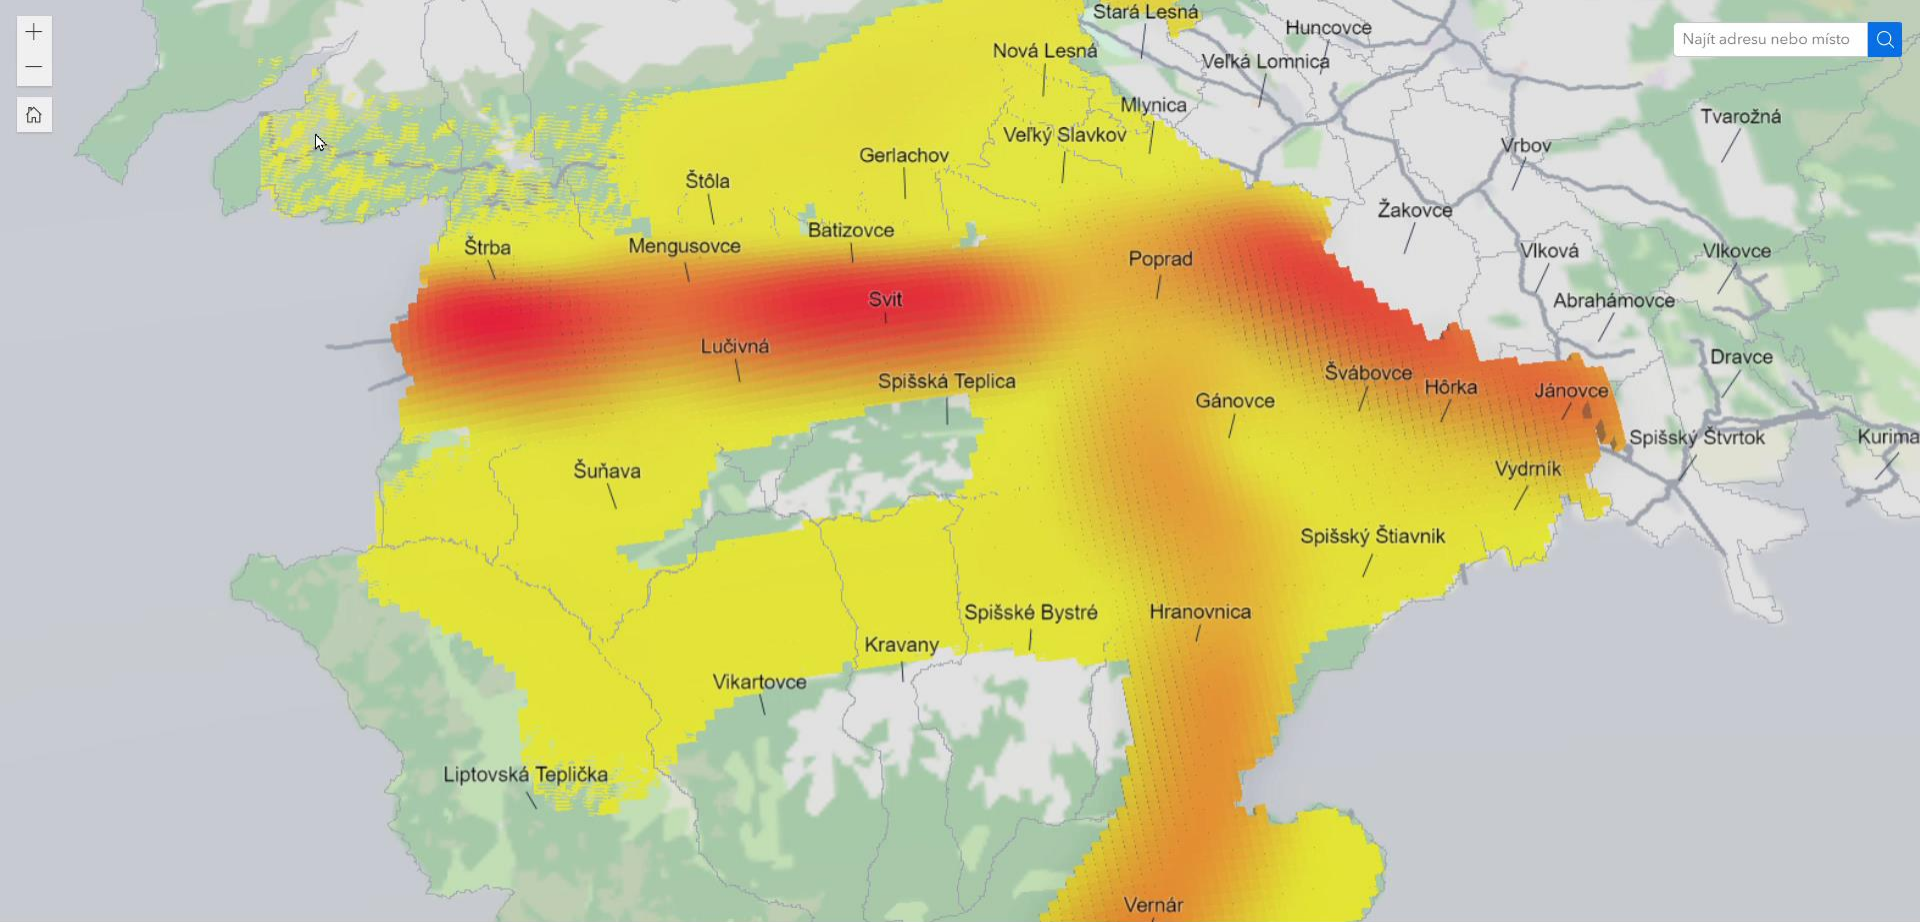 Stará Lesná
Huncovce
Najít adresu nebo místo
Nová Lesná
Veľká Lomnica
Mlynica
Tvarožná
Veľký Slavkov
Vrbov
Gerlachov
Štôla
Žakovce
Batizovce
Štrba
Mengusovce
Poprad
Vlková
Vlkovce
Svit
Abrahámovce
Lučivná
Dravce
Spišská Teplica
Švábovce
Hôrka
Jánovce
Gánovce
Spišský Štvrtok
Kurima
Šuňava
Vydrník
Spišský Štiavnik
Spišské Bystré
Hranovnica
Kravany
Vikartovce
Liptovská Teplička
Vernár